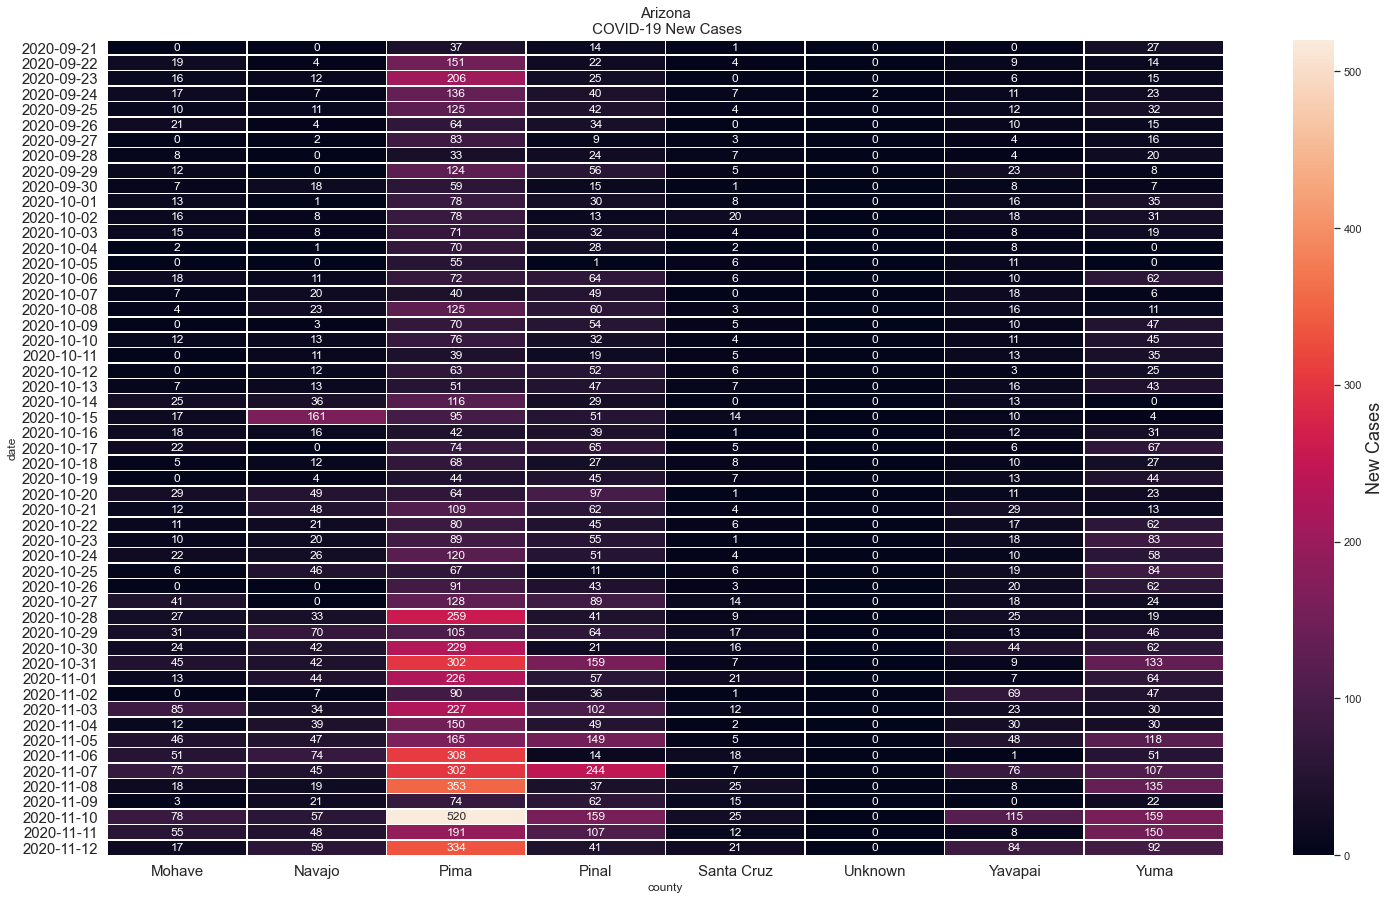 Arizona
COVID-19 New Cases
2020-09-21 0 0 37 14 1 0 0 27
2020-09-22 19 4 151 22 4 0 9 14
2020-09-23 16 12 206 25 0 0 6 15
2020-09-24 17 7 136 40 7 2 11 23
2020-09-25 10 11 125 42 4 0 12 32
2020-09-26 21 4 64 34 0 0 10 15
2020-09-27 0 2 83 9 3 0 4 16
2020-09-28 8 0 33 24 7 0 4 20
2020-09-29 12 0 124 56 5 0 23 8
2020-09-30 7 18 59 15 1 0 8 7
2020-10-01 13 1 78 30 8 0 16 35
2020-10-02 16 8 78 13 20 0 18 31
2020-10-03 15 8 71 32 4 0 8 19
2020-10-04 2 1 70 28 2 0 8 0
2020-10-05 0 0 55 1 6 0 11 0
2020-10-06 18 11 72 64 6 0 10 62
2020-10-07 7 20 40 49 0 0 18 6
2020-10-08 4 23 125 60 3 0 16 11
2020-10-09 0 3 70 54 5 0 10 47
2020-10-10 12 13 76 32 4 0 11 45
2020-10-11 0 11 39 19 5 0 13 35
2020-10-12 0 12 63 52 6 0 3 25
2020-10-13 7 13 51 47 7 0 16 43
2020-10-14 25 36 116 29 0 0 13 0
2020-10-15 17 161 95 51 14 0 10 4
2020-10-16 18 16 42 39 1 0 12 31
2020-10-17 22 0 74 65 5 0 6 67
2020-10-18 5 12 68 27 8 0 10 27
2020-10-19 0 4 44 45 7 0 13 44
2020-10-20 29 49 64 97 1 0 11 23
2020-10-21 12 48 109 62 4 0 29 13
2020-10-22 11 21 80 45 6 0 17 62
2020-10-23 10 20 89 55 1 0 18 83
2020-10-24 22 26 120 51 4 0 10 58
2020-10-25 6 46 67 11 6 0 19 84
2020-10-26 0 0 91 43 3 0 20 62
2020-10-27 41 0 128 89 14 0 18 24
2020-10-28 27 33 259 41 9 0 25 19
2020-10-29 31 70 105 64 17 0 13 46
2020-10-30 24 42 229 21 16 0 44 62
2020-10-31 45 42 302 159 7 0 9 133
2020-11-01 13 44 226 57 21 0 7 64
2020-11-02 0 7 90 36 1 0 69 47
2020-11-03 85 34 227 102 12 0 23 30
2020-11-04 12 39 150 49 2 0 30 30
2020-11-05 46 47 165 149 5 0 48 118
2020-11-06 51 74 308 14 18 0 1 51
2020-11-07 75 45 302 244 7 0 76 107
2020-11-08 18 19 353 37 25 0 8 135
2020-11-09 3 21 74 62 15 0 0 22
2020-11-10 78 57 520 159 25 0 115 159
2020-11-11 55 48 191 107 12 0 8 150
2020-11-12 17 59 334 41 21 0 84 92
Mohave Navajo Pima Pinal Santa Cruz Unknown Yavapai Yuma
county
date
500
400
300
200
100
0
New Cases